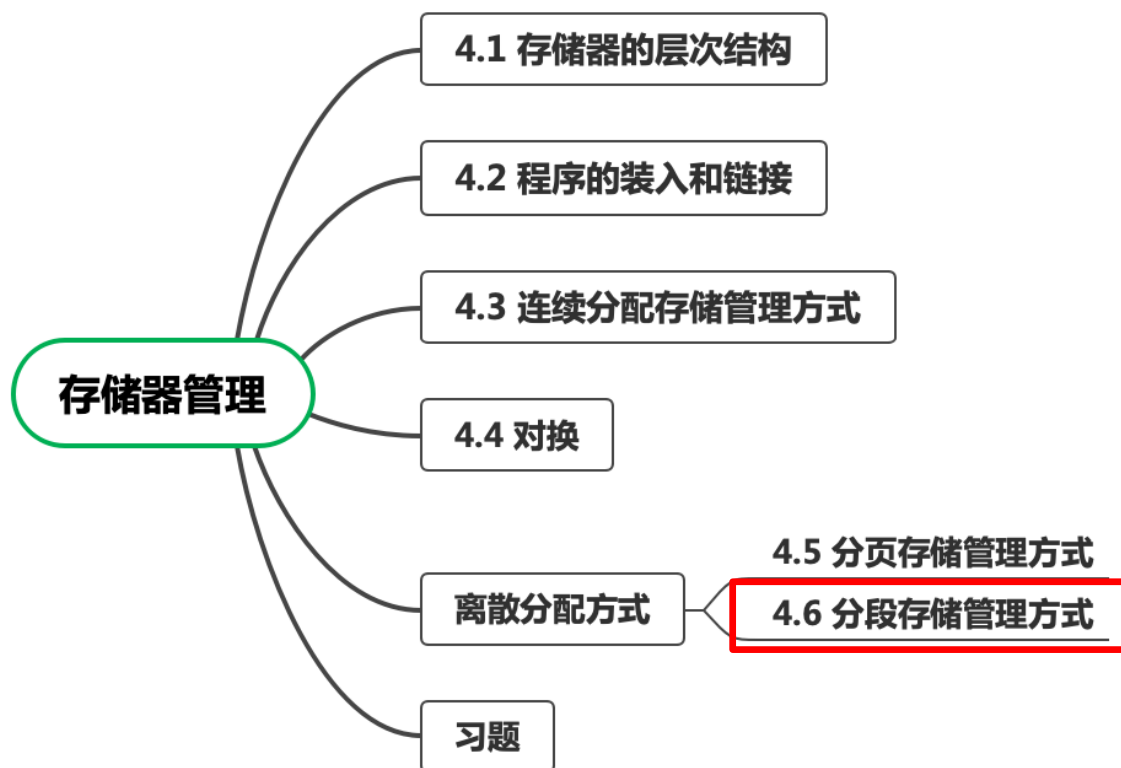 4.1 存储器的层次结构
4.2 程序的装入和链接
4.3 连续分配存储管理方式
存储器管理
4.4 对换
4.5 分页存储管理方式
离散分配方式
4.6 分段存储管理方式
习题